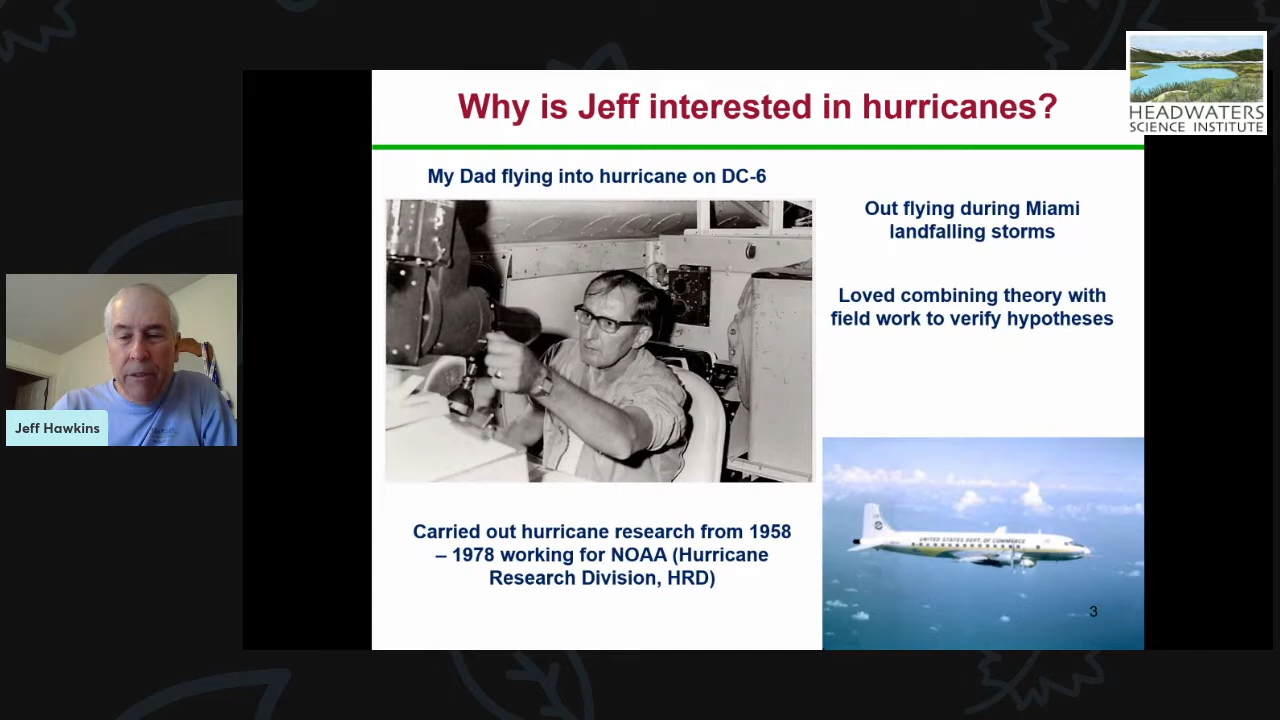 Why is Jeff interested in hurricanes?
HEADWATERS
SCIENCE INSTITUTE
My Dad flying into hurricane on DC-6
Out flying during Miami
landfalling storms
Loved combining theory with
field work to verify hypotheses
Jeff Hawkins
Carried out hurricane research from 1958
– 1978 working for NOAA (Hurricane
Research Division, HRD)
UNITED STATES DEPT. OF COMMERCE
3